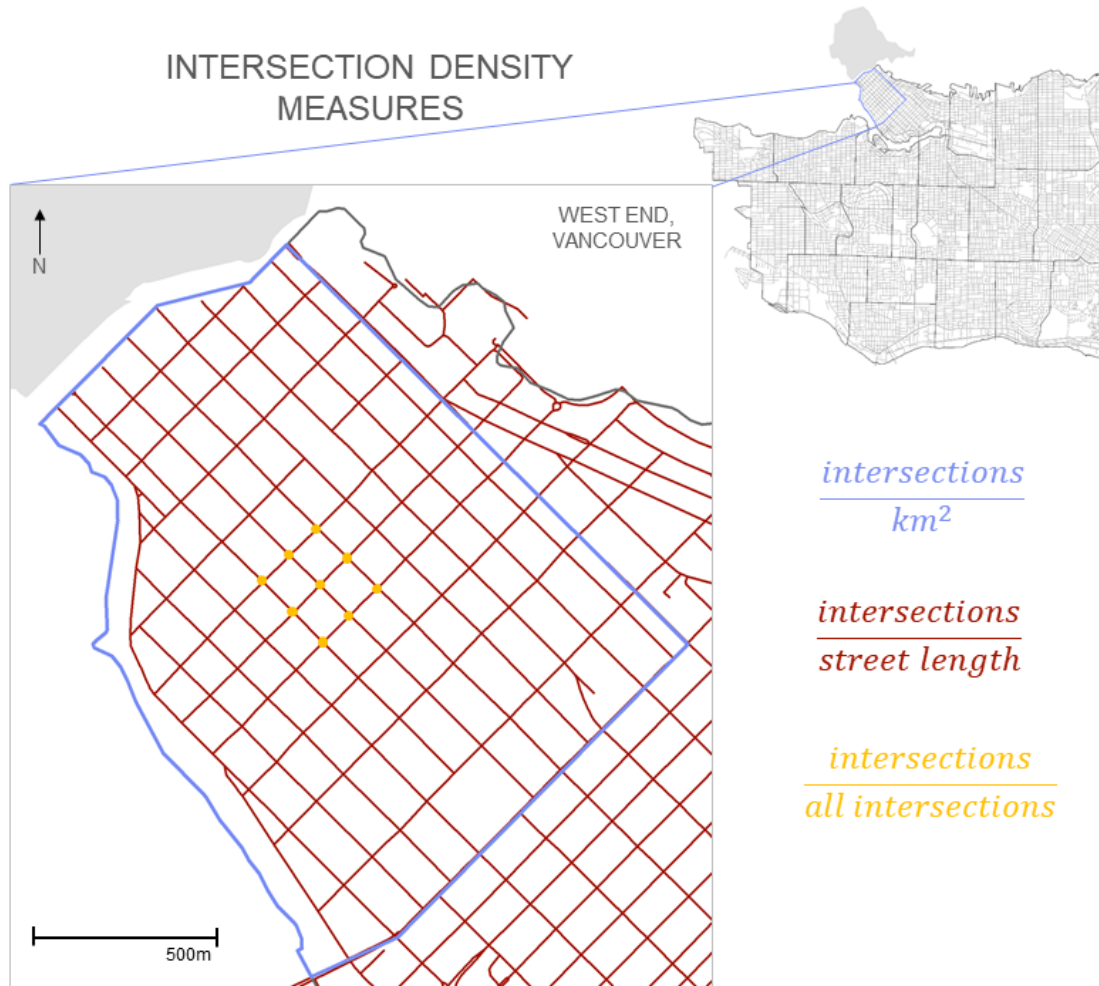 INTERSECTION DENSITY
MEASURES
WEST END,
VANCOUVER
N
intersections
km²
intersections
street length
intersections
all intersections
500m